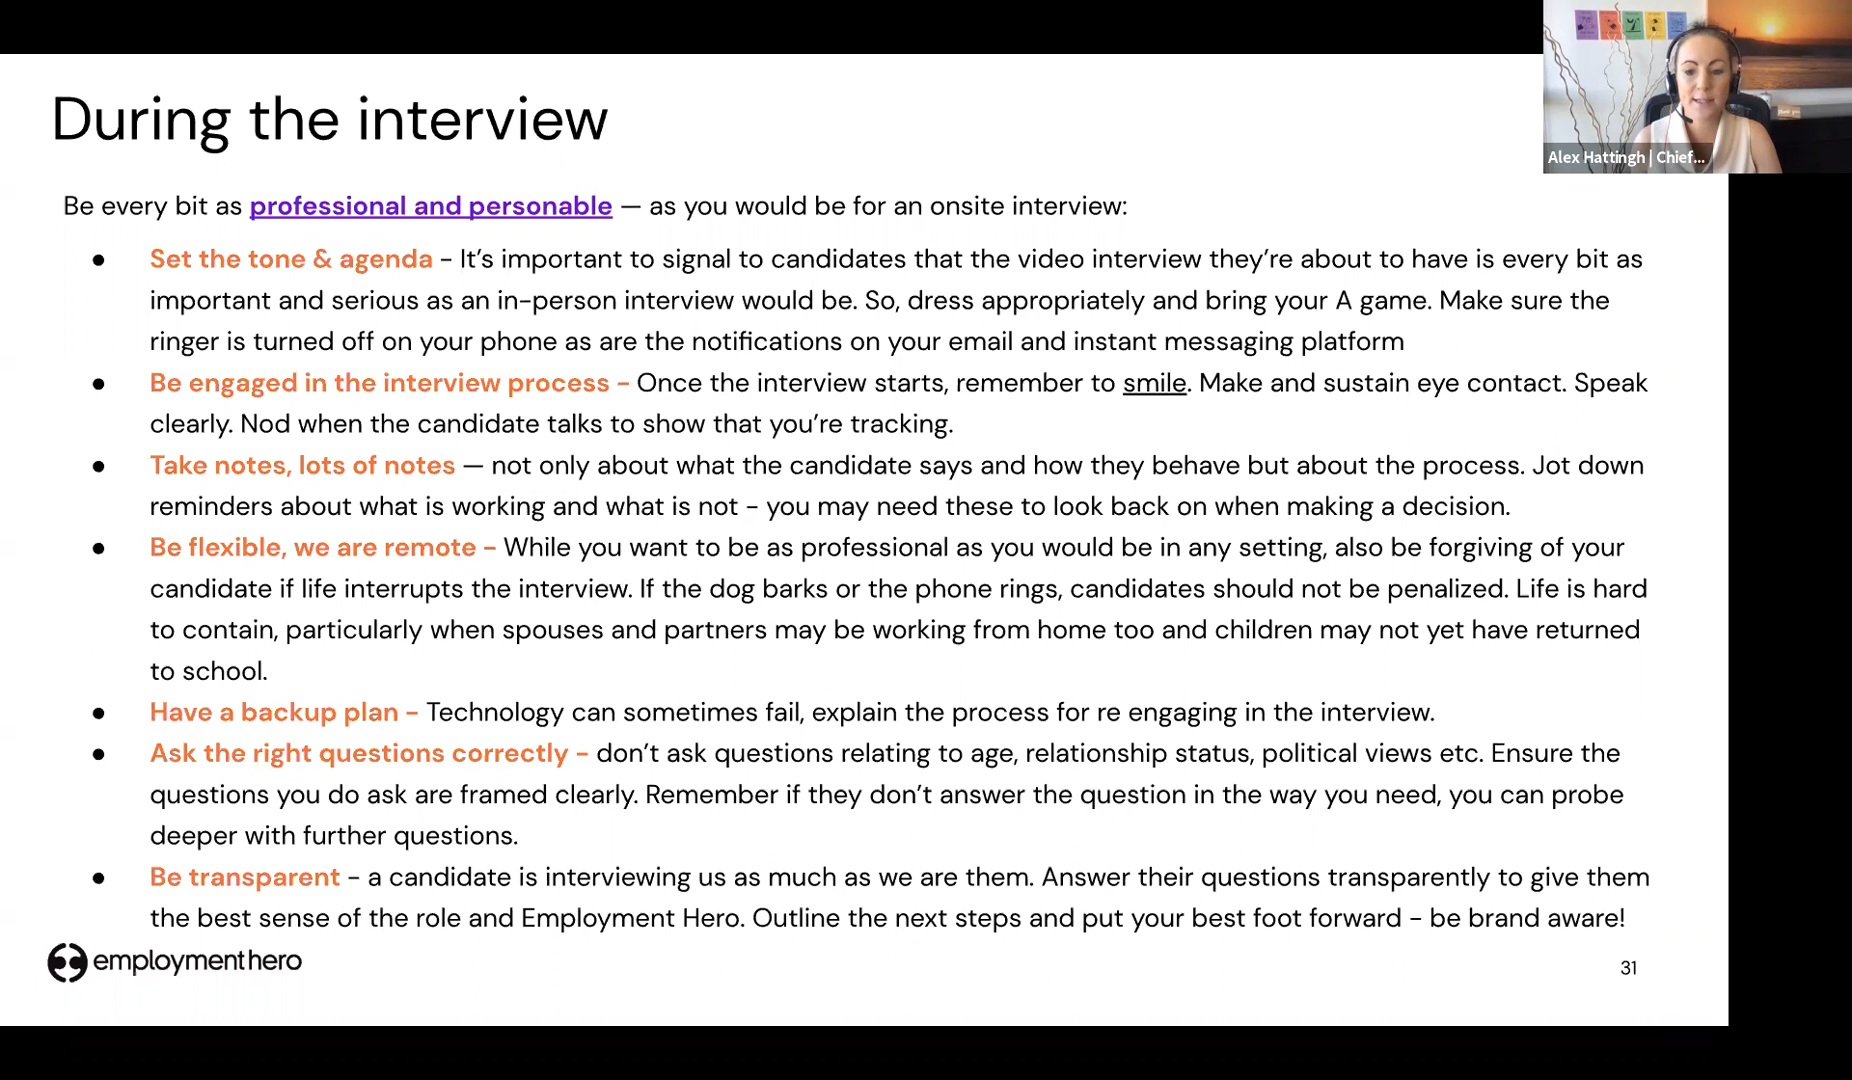 During the interview
Alex Hattingh | Chief...
Be every bit as professional and personable — as you would be for an onsite interview:
● Set the tone & agenda – It’s important to signal to candidates that the video interview they’re about to have is every bit as
important and serious as an in-person interview would be. So, dress appropriately and bring your A game. Make sure the
ringer is turned off on your phone as are the notifications on your email and instant messaging platform
● Be engaged in the interview process – Once the interview starts, remember to smile. Make and sustain eye contact. Speak
clearly. Nod when the candidate talks to show that you’re tracking.
● Take notes, lots of notes — not only about what the candidate says and how they behave but about the process. Jot down
reminders about what is working and what is not – you may need these to look back on when making a decision.
● Be flexible, we are remote – While you want to be as professional as you would be in any setting, also be forgiving of your
candidate if life interrupts the interview. If the dog barks or the phone rings, candidates should not be penalized. Life is hard
to contain, particularly when spouses and partners may be working from home too and children may not yet have returned
to school.
● Have a backup plan – Technology can sometimes fail, explain the process for re engaging in the interview.
● Ask the right questions correctly – don’t ask questions relating to age, relationship status, political views etc. Ensure the
questions you do ask are framed clearly. Remember if they don’t answer the question in the way you need, you can probe
deeper with further questions.
● Be transparent – a candidate is interviewing us as much as we are them. Answer their questions transparently to give them
the best sense of the role and Employment Hero. Outline the next steps and put your best foot forward – be brand aware!
employmenthero
31